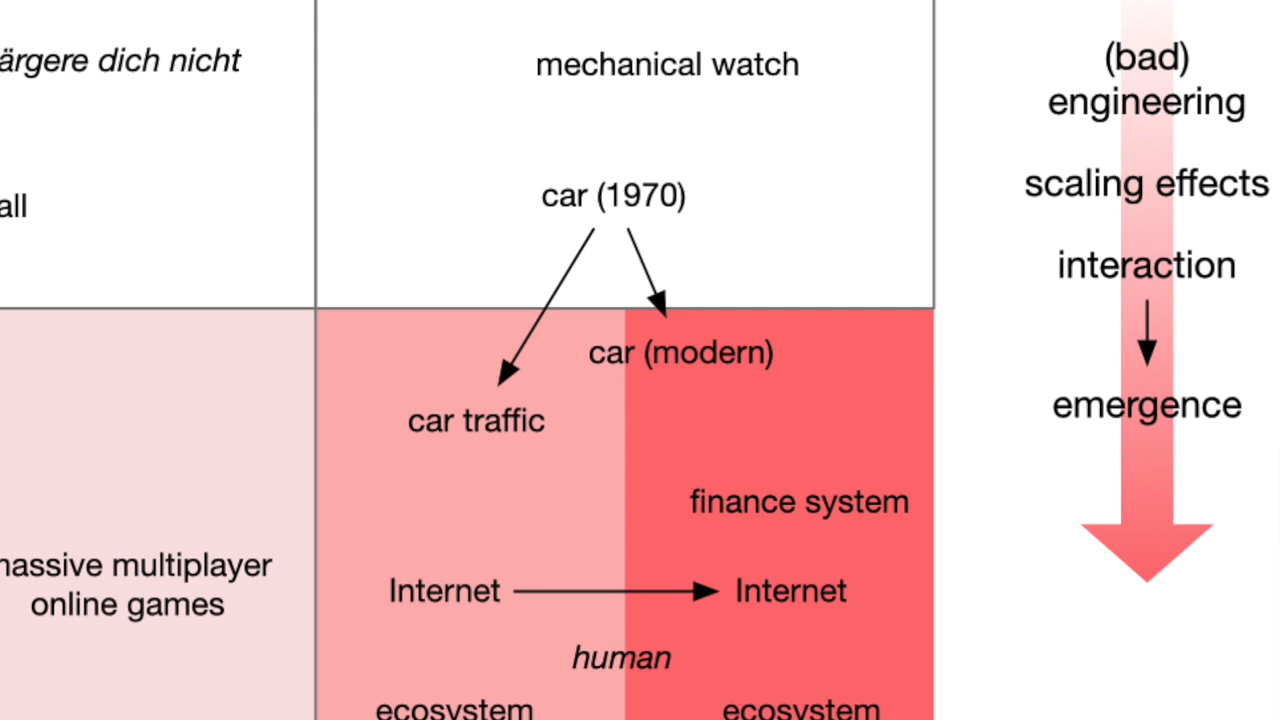 ärgere dich nicht
mechanical watch
(bad)
engineering
car (1970)
scaling effects
all
interaction
car (modern)
emergence
car traffic
finance system
massive multiplayer
online games
Internet
Internet
human
ecosystem
ecosystem